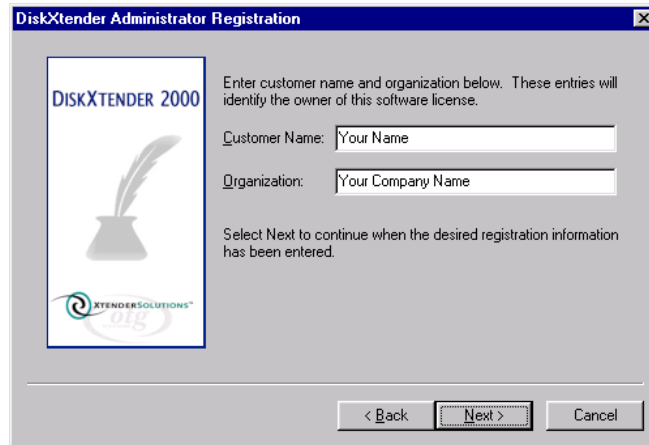 DiskXtender Administrator Registration
DISKXTENDER 2000
Enter customer name and organization below. These entries will
identify the owner of this software license.
Customer Name: Your Name
Organization: Your Company Name
Select Next to continue when the desired registration information
has been entered.
XTENDERSOLUTIONS™
otg
< Back Next > Cancel